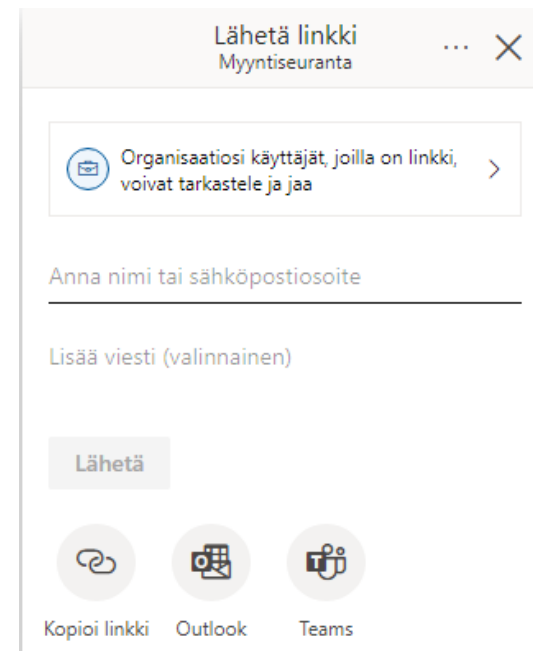 Lähetä linkki
Myyntiseuranta
Organisaatiosi käyttäjät, joilla on linkki,
voivat tarkastele ja jaa
Anna nimi tai sähköpostiosoite
Lisää viesti (valinnainen)
Lähetä
Kopioi linkki Outlook Teams